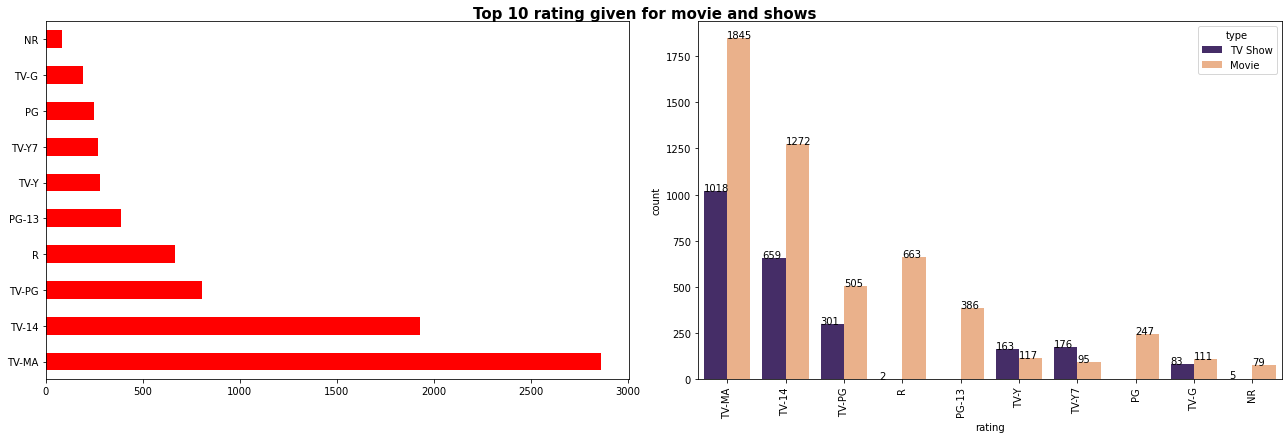 Top 10 rating given for movie and shows
NR
TV-G
PG
TV-Y7
TV-Y
PG-13
R
TV-PG
TV-14
TV-MA
0 500 1000 1500 2000 2500 3000
type
TV Show
Movie
count
1750
1500
1250
1000
750
500
250
0
1018 1845
659 1272
301 505
2 663
386
163 117
176 95
247
83 111
5 79
TV-MA TV-14 TV-PG R PG-13 TV-Y TV-Y7 PG TV-G NR
rating